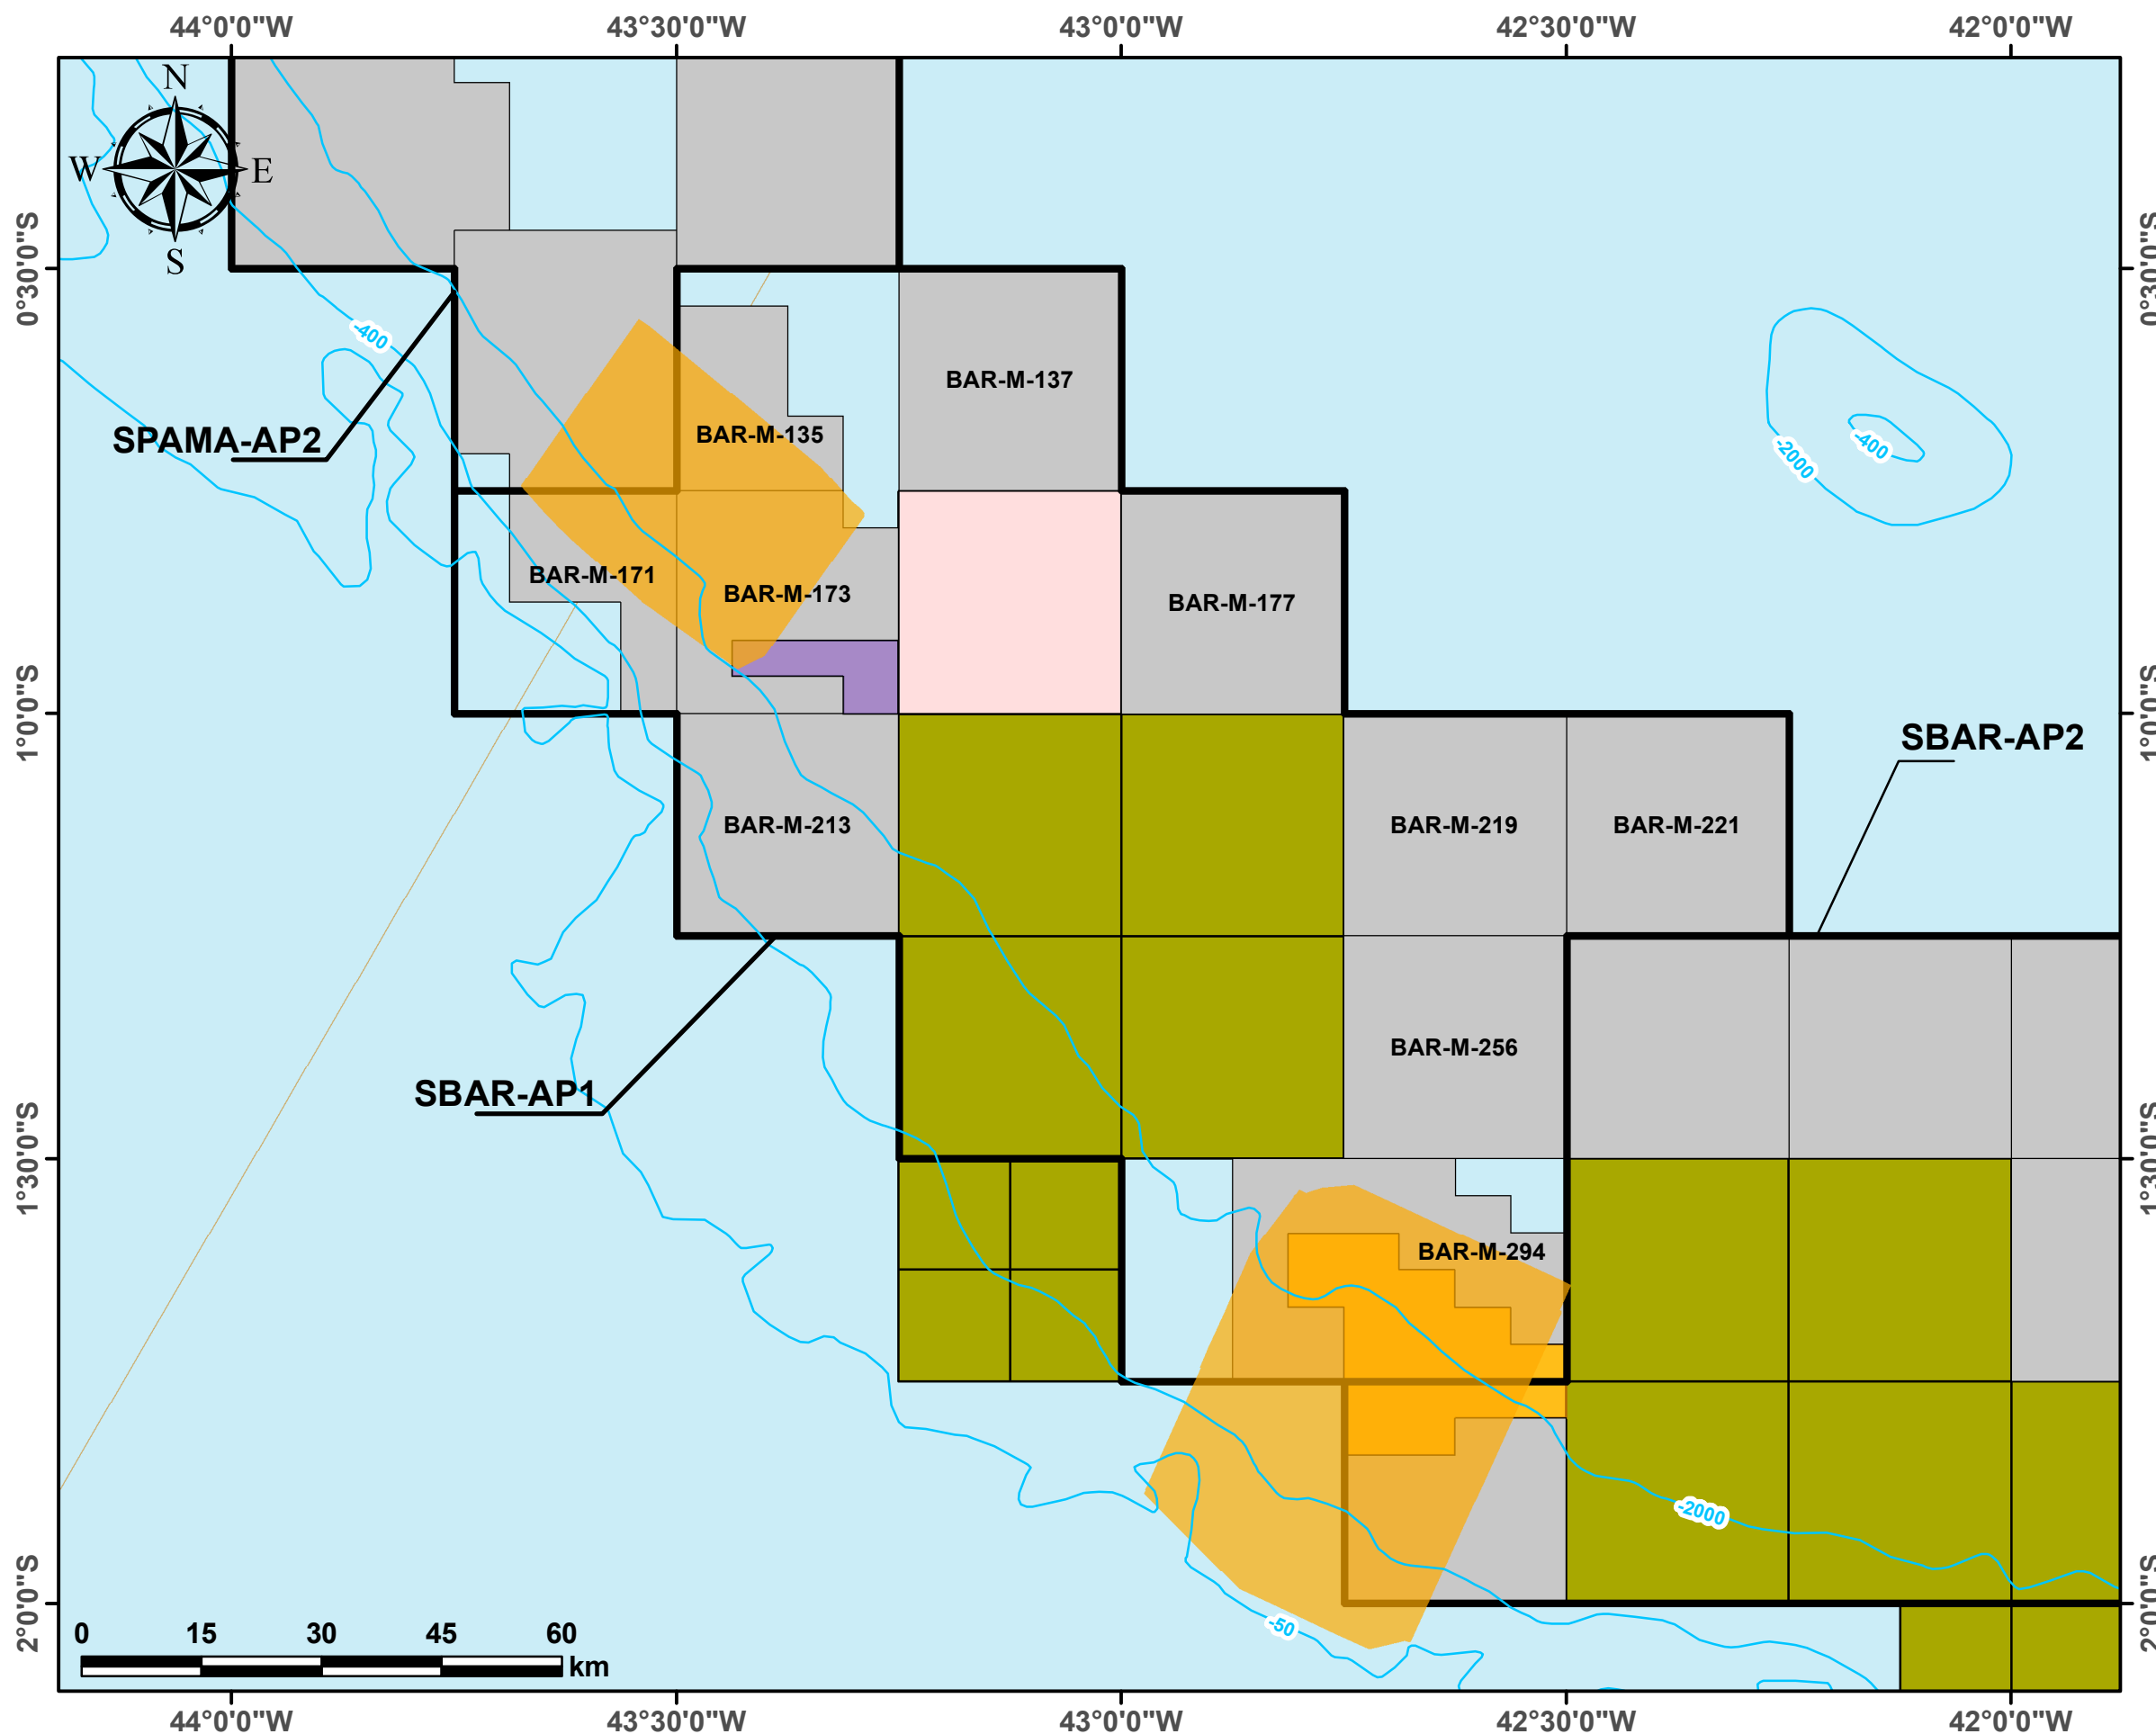 44°0'0"W 43°30'0"W 43°0'0"W 42°30'0"W 42°0'0"W
N
W E
S
0°30'0"S 0°30'0"S
-400
BAR-M-137
SPAMA-AP2
BAR-M-135
-400
-2000
BAR-M-171
BAR-M-173
BAR-M-177
1°0'0"S 1°0'0"S
SBAR-AP2
BAR-M-213
BAR-M-219
BAR-M-221
BAR-M-256
SBAR-AP1
1°30'0"S 1°30'0"S
BAR-M-294
-2000
2°0'0"S 2°0'0"S
-50
0 15 30 45 60
km
44°0'0"W 43°30'0"W 43°0'0"W 42°30'0"W 42°0'0"W